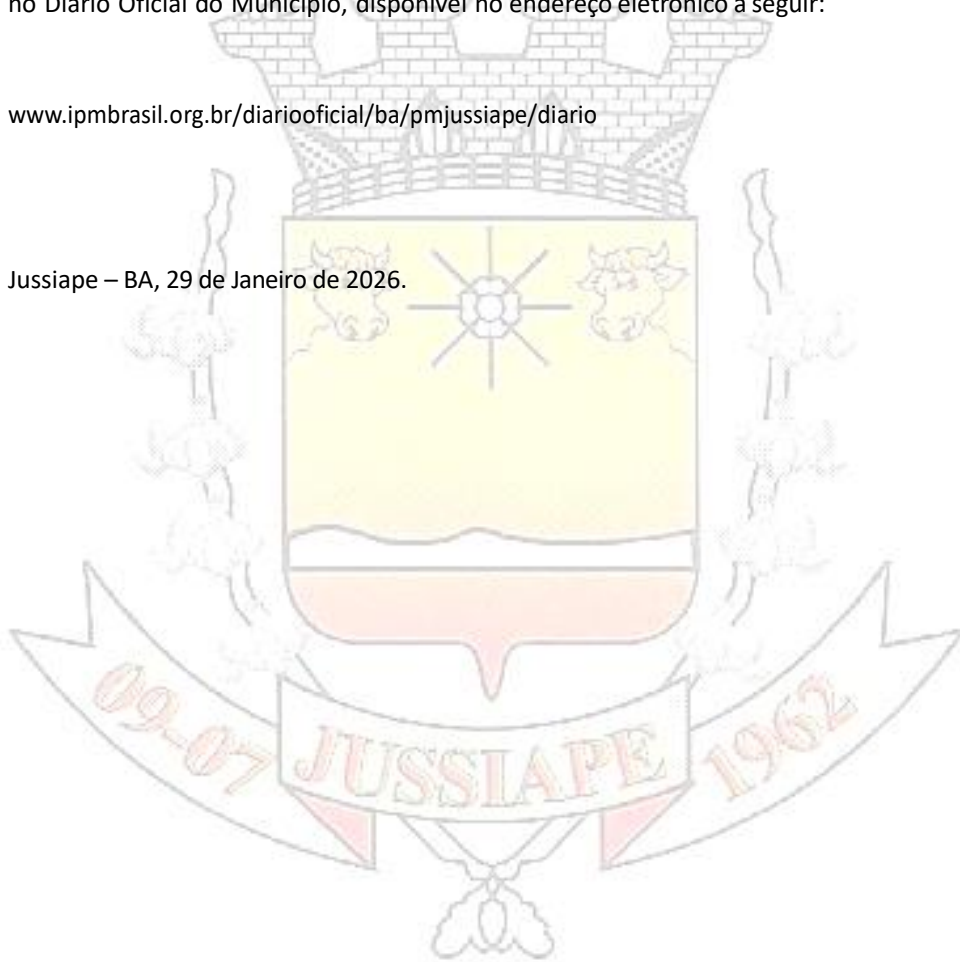 no Diário Oficial do Município, disponível no endereço eletrônico a seguir:
www.ipmbrasil.org.br/diariooficial/ba/pmjussiape/diario
Jussiape – BA, 29 de Janeiro de 2026.
09-07 JUSSIAPE 1962